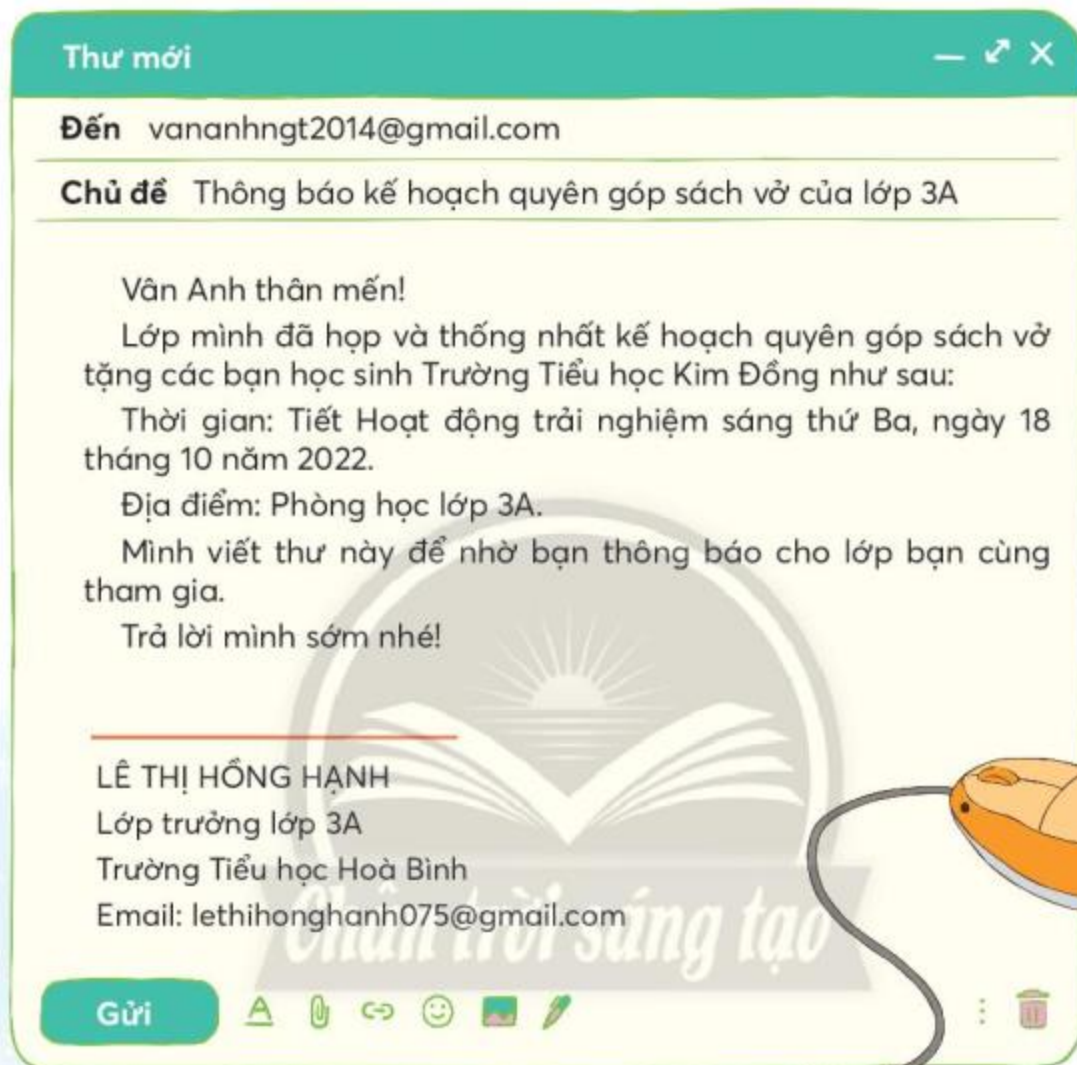 Thư mới
Đến vananhngt2014@gmail.com
Chủ đề Thông báo kế hoạch quyên góp sách vở của lớp 3A
Vân Anh thân mến!
Lớp mình đã họp và thống nhất kế hoạch quyên góp sách vở
tặng các bạn học sinh Trường Tiểu học Kim Đồng như sau:
Thời gian: Tiết Hoạt động trải nghiệm sáng thứ Ba, ngày 18
tháng 10 năm 2022.
Địa điểm: Phòng học lớp 3A.
Mình viết thư này để nhờ bạn thông báo cho lớp bạn cùng
tham gia.
Trả lời mình sớm nhé!
LÊ THỊ HỒNG HẠNH
Lớp trưởng lớp 3A
Trường Tiểu học Hoà Bình
Email: lethihonghanh075@gmail.com
Chân trời sáng tạo
Gửi